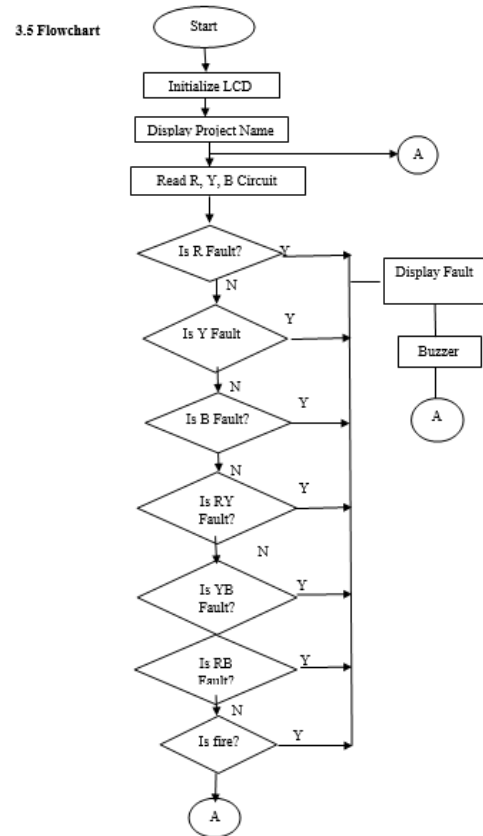 3.5 Flowchart
Start
Initialize LCD
Display Project Name
A
Read R, Y, B Circuit
Is R Fault?
Y
N
Display Fault
Is Y Fault
Y
N
Buzzer
A
Is B Fault?
Y
N
Is RY
Fault?
Y
N
Is YB
Fault?
Y
Is RB
Fault?
Y
N
Is fire?
Y
A